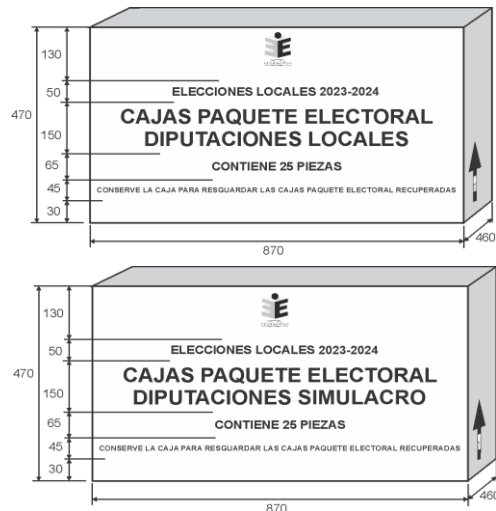 130
50
470
150
65
45
30
ELECCIONES LOCALES 2023-2024
CAJAS PAQUETE ELECTORAL
DIPUTACIONES LOCALES
CONTIENE 25 PIEZAS
CONSERVE LA CAJA PARA RESGUARDAR LAS CAJAS PAQUETE ELECTORAL RECUPERADAS
870
460
130
50
470
150
65
45
30
ELECCIONES LOCALES 2023-2024
CAJAS PAQUETE ELECTORAL
DIPUTACIONES SIMULACRO
CONTIENE 25 PIEZAS
CONSERVE LA CAJA PARA RESGUARDAR LAS CAJAS PAQUETE ELECTORAL RECUPERADAS
870
460